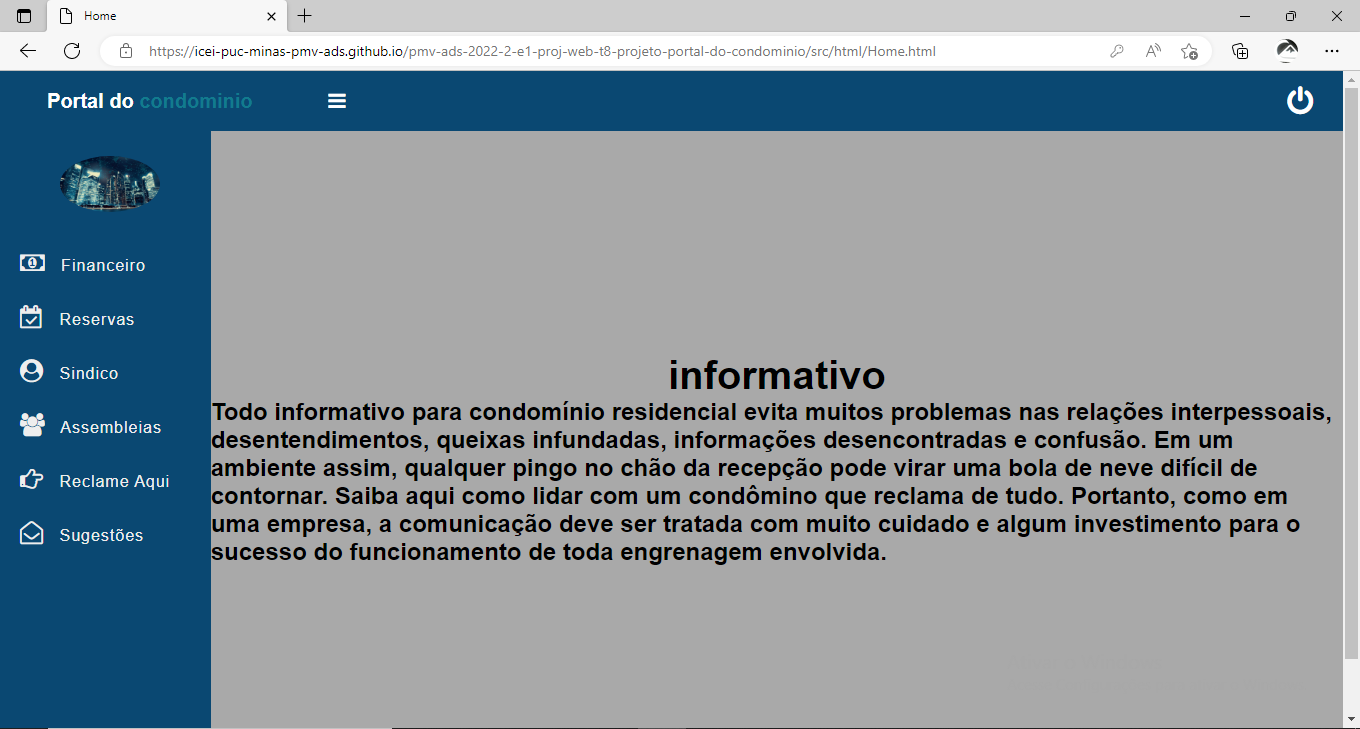 Home
https://icei-puc-minas-pmv-ads.github.io/pmv-ads-2022-2-e1-proj-web-t8-projeto-portal-do-condominio/src/html/Home.html
Portal do condominio
Financeiro
Reservas
Sindico
Assembleias
Reclame Aqui
Sugestões
informativo
Todo informativo para condomínio residencial evita muitos problemas nas relações interpessoais,
desentendimentos, queixas infundadas, informações desencontradas e confusão. Em um
ambiente assim, qualquer pingo no chão da recepção pode virar uma bola de neve difícil de
contornar. Saiba aqui como lidar com um condômino que reclama de tudo. Portanto, como em
uma empresa, a comunicação deve ser tratada com muito cuidado e algum investimento para o
sucesso do funcionamento de toda engrenagem envolvida.